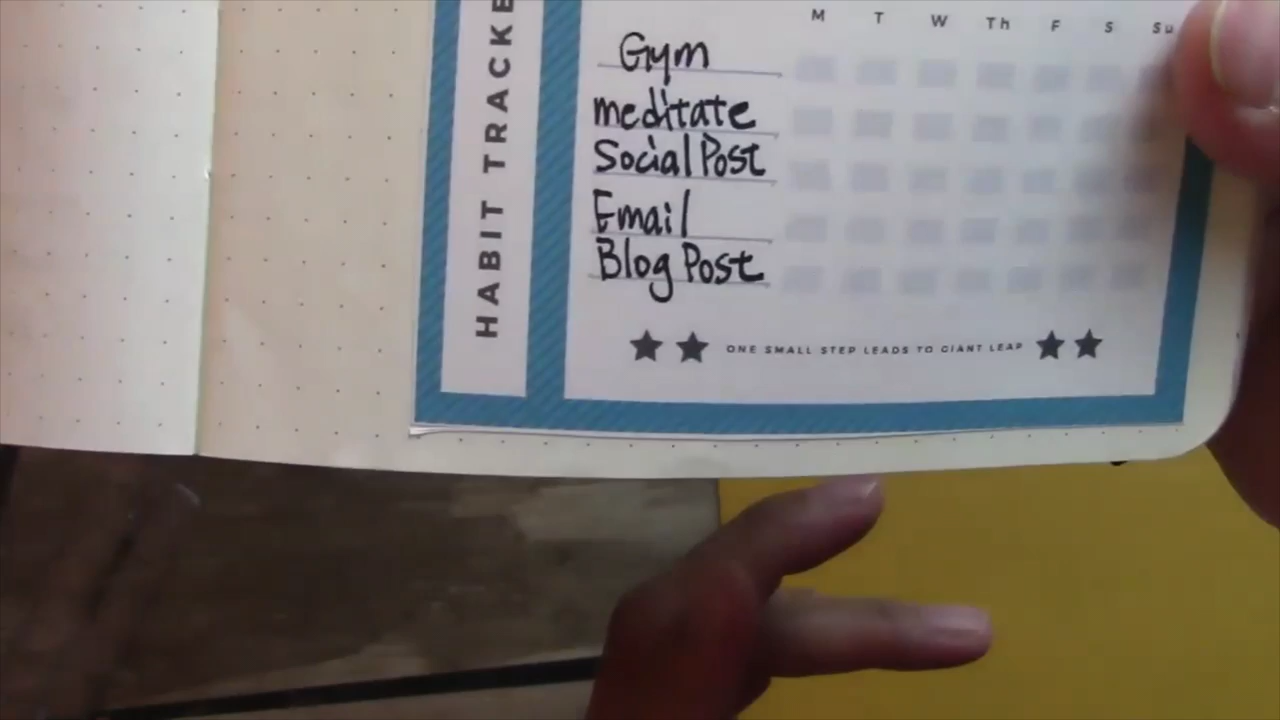 HABIT TRACKE
M T W Th F S Su
Gym
meditate
Social Post
Email
Blog Post
ONE SMALL STEP LEADS TO GIANT LEAP